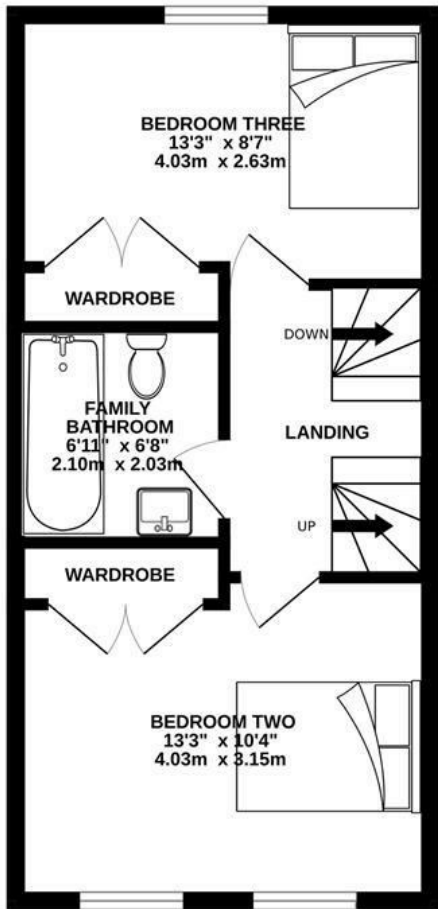 BEDROOM THREE
13'3" x 8'7"
4.03m x 2.63m
WARDROBE
DOWN
FAMILY
BATHROOM
6'11" x 6'8"
2.10m x 2.03m
LANDING
UP
WARDROBE
BEDROOM TWO
13'3" x 10'4"
4.03m x 3.15m